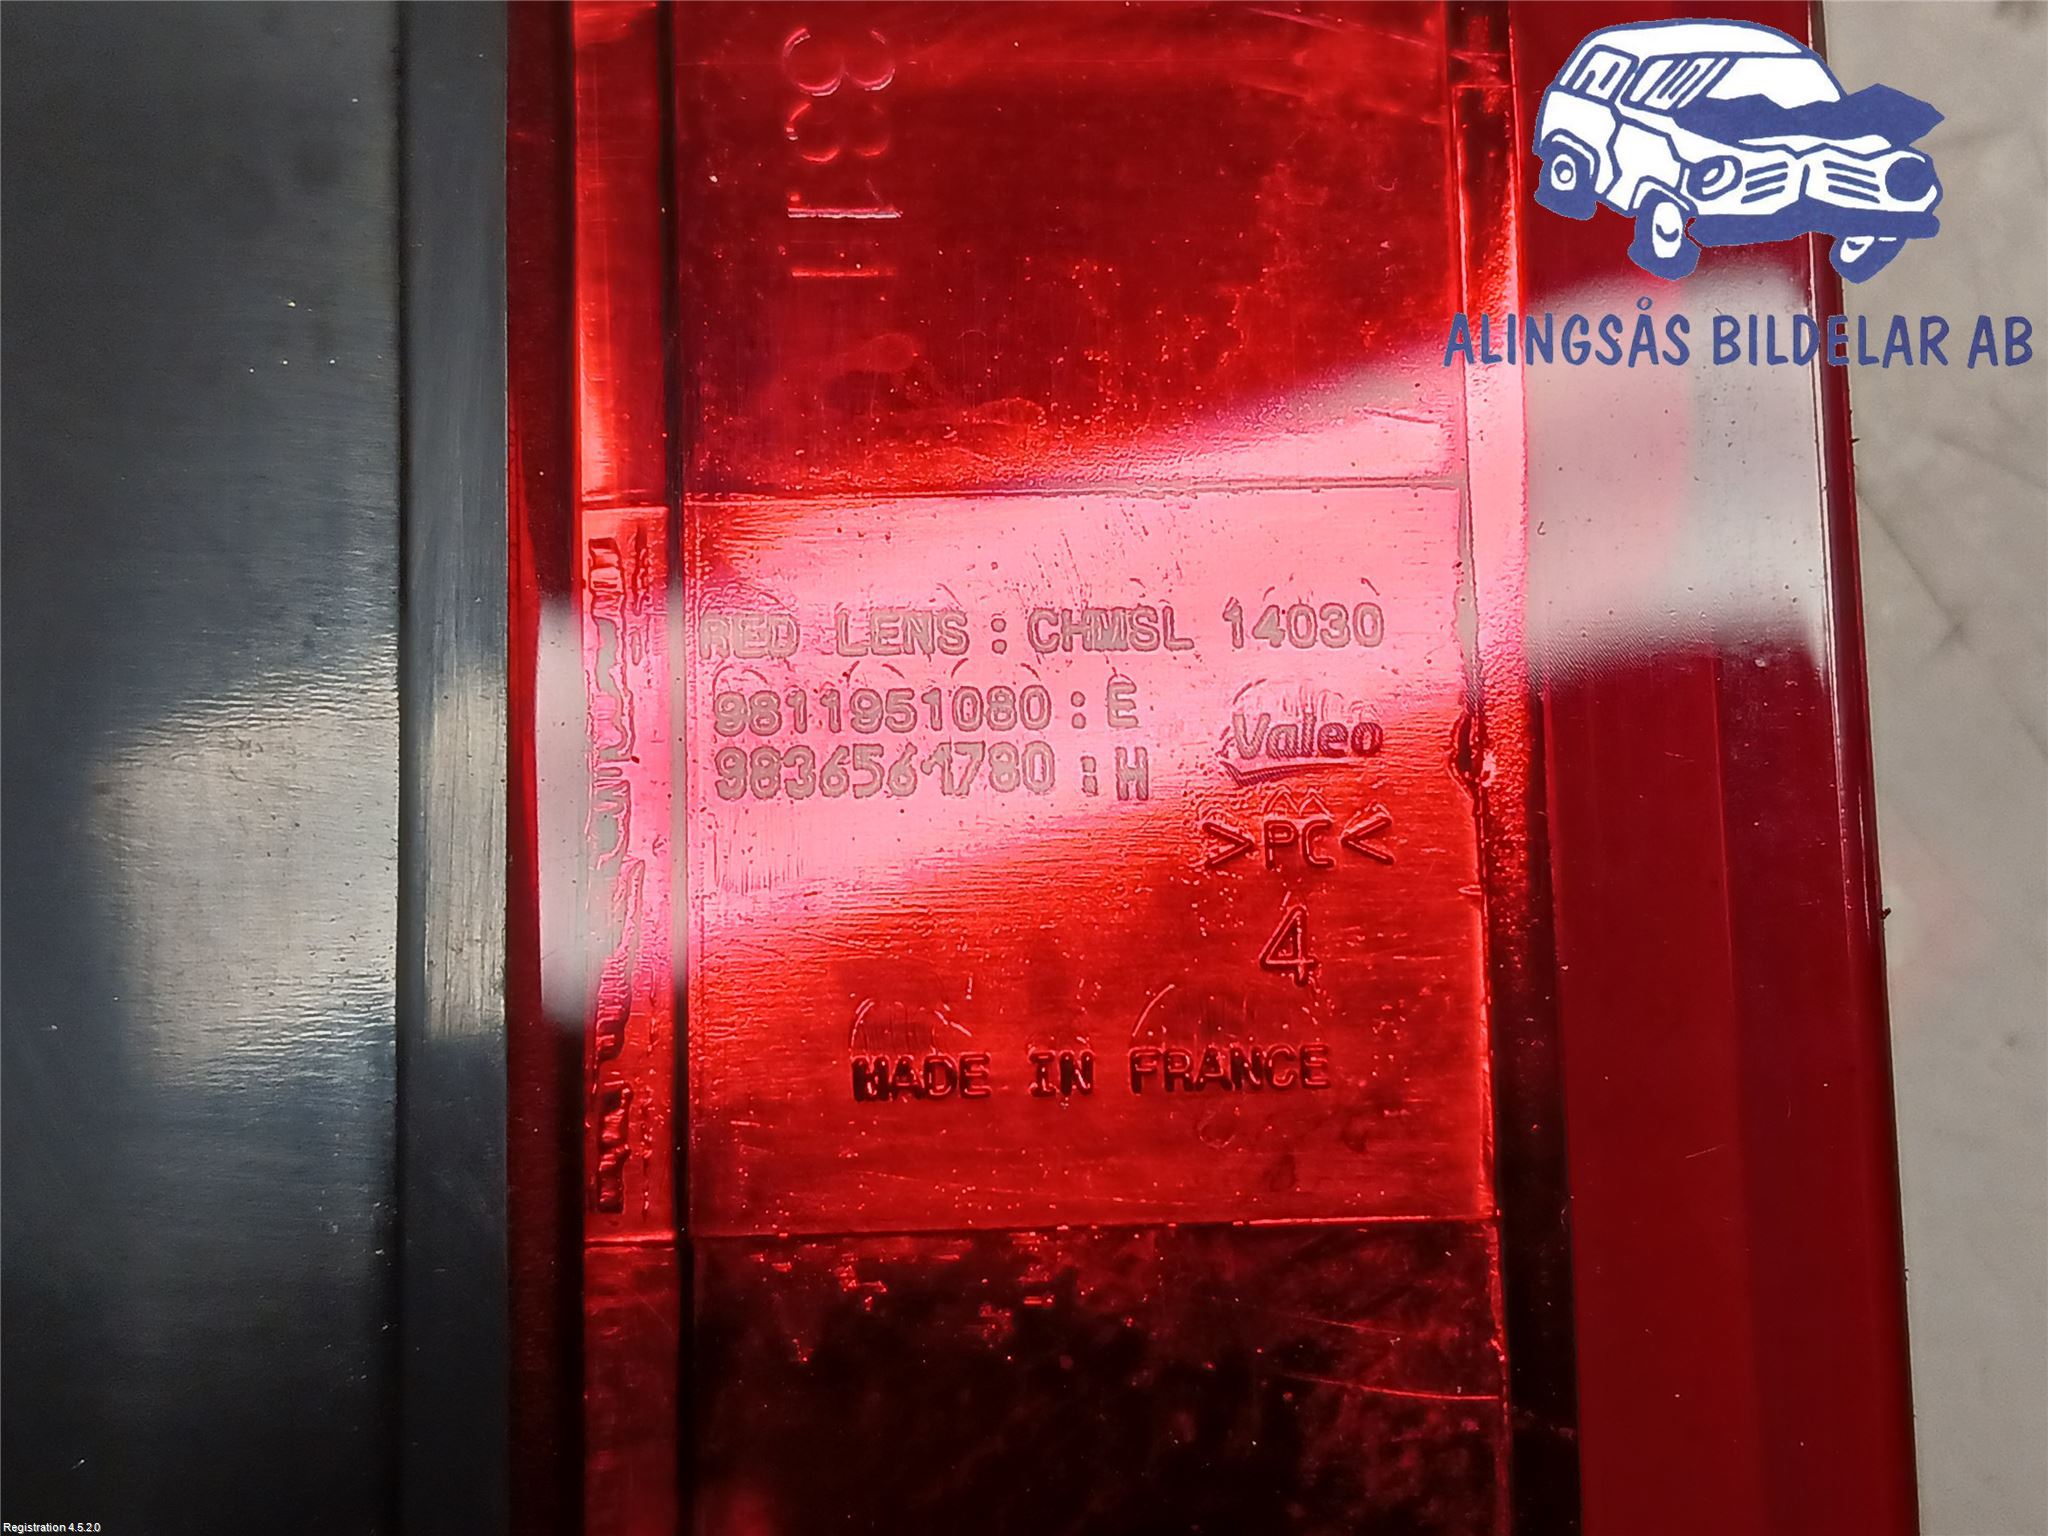 ALINGSÅS BILDELAR AB
RED LENS : CHMSL 14030
9811951080 : E
9836561780 : H
Valeo
>PC<
4
MADE IN FRANCE
Registration 4.5.2.0